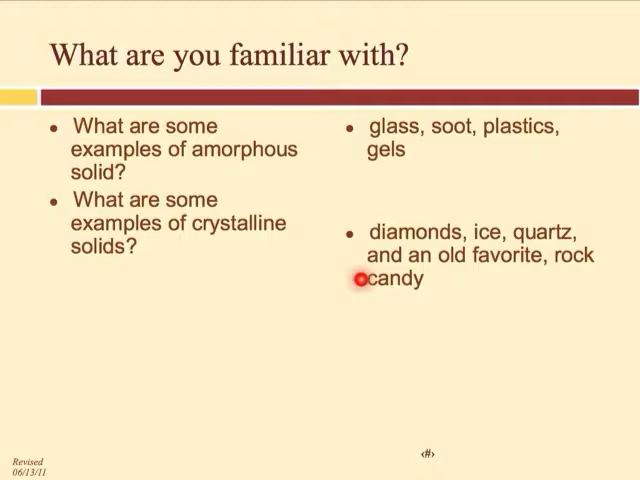 What are you familiar with?
• What are some
examples of amorphous
solid?
• What are some
examples of crystalline
solids?
• glass, soot, plastics,
gels
• diamonds, ice, quartz,
and an old favorite, rock
candy
Revised
06/13/11
‹#›